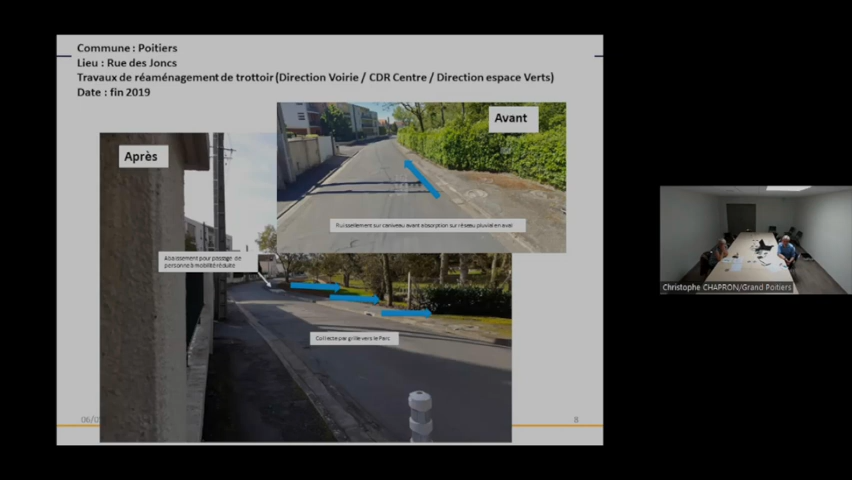 Commune : Poitiers
Lieu : Rue des Joncs
Travaux de réaménagement de trottoir (Direction Voirie / CDR Centre / Direction espace Verts)
Date : fin 2019
Avant
Après
Ruissellement sur caniveau avant absorption sur réseau pluvial en aval
Abaissement pour passage de
personne à mobilité réduite
Collecte par grille vers le Parc
Christophe CHAPRON/Grand Poitiers
06/0
8